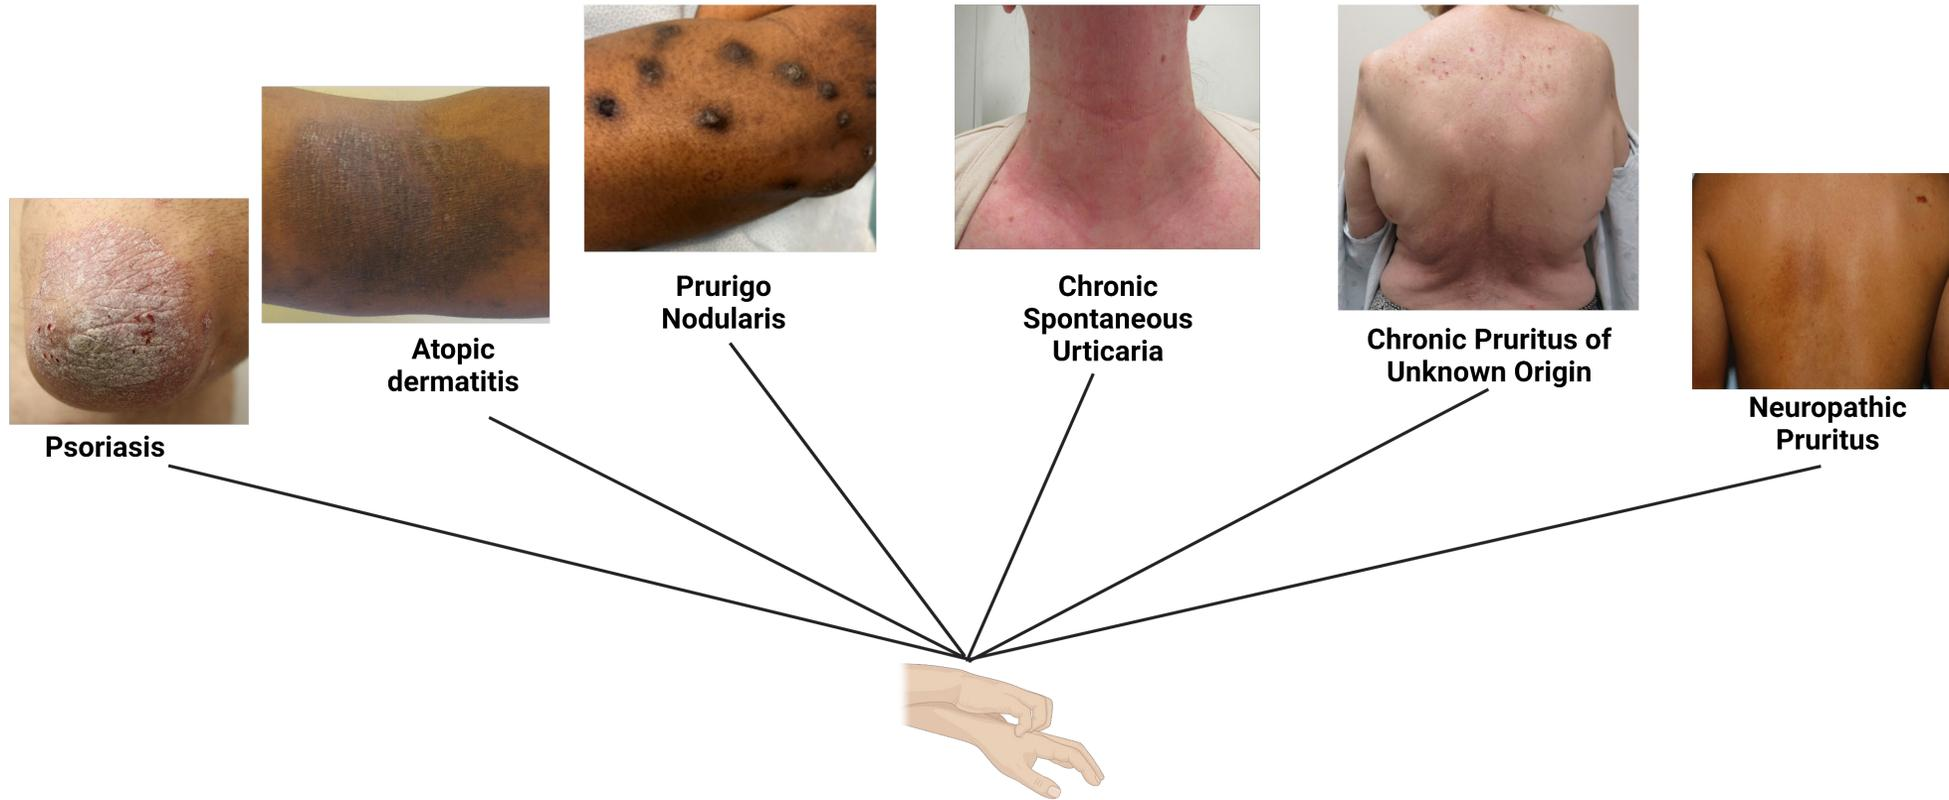 Psoriasis
Atopic
dermatitis
Prurigo
Nodularis
Chronic
Spontaneous
Urticaria
Chronic Pruritus of
Unknown Origin
Neuropathic
Pruritus